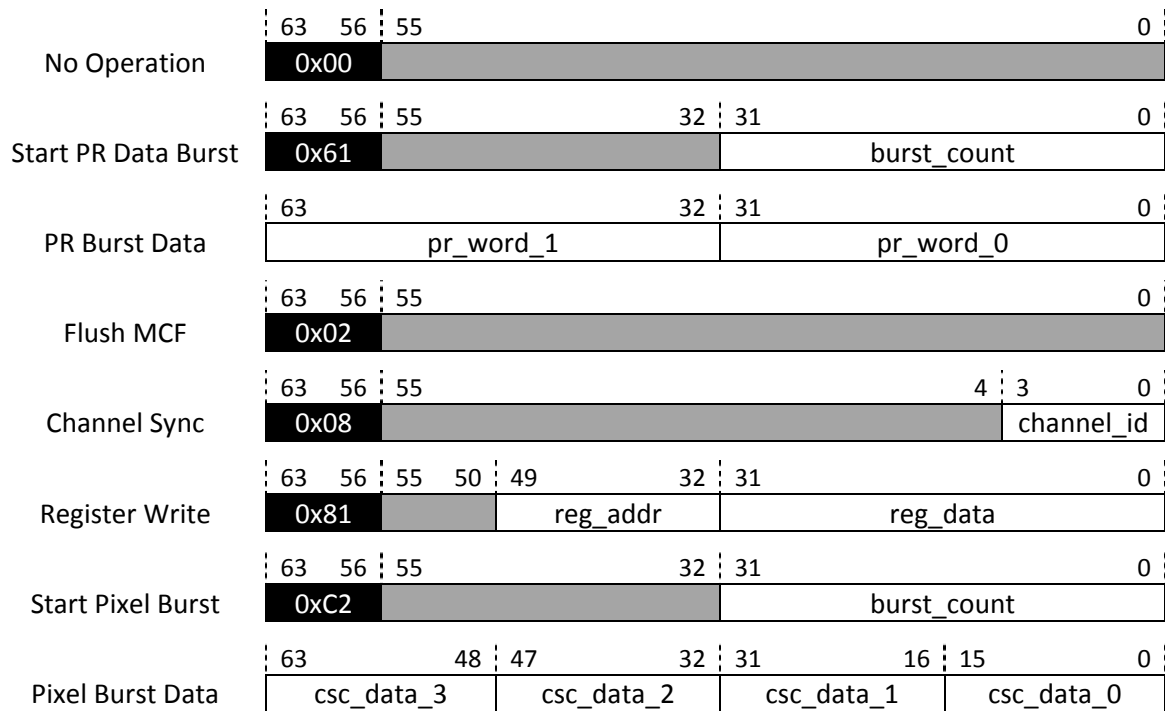 63 56 55 0
No Operation 0x00
63 56 55 32 31 0
Start PR Data Burst 0x61 burst_count
63 32 31 0
PR Burst Data pr_word_1 pr_word_0
63 56 55 0
Flush MCF 0x02
63 56 55 4 3 0
Channel Sync 0x08 channel_id
63 56 55 50 49 32 31 0
Register Write 0x81 reg_addr reg_data
63 56 55 32 31 0
Start Pixel Burst 0xC2 burst_count
63 48 47 32 31 16 15 0
Pixel Burst Data csc_data_3 csc_data_2 csc_data_1 csc_data_0